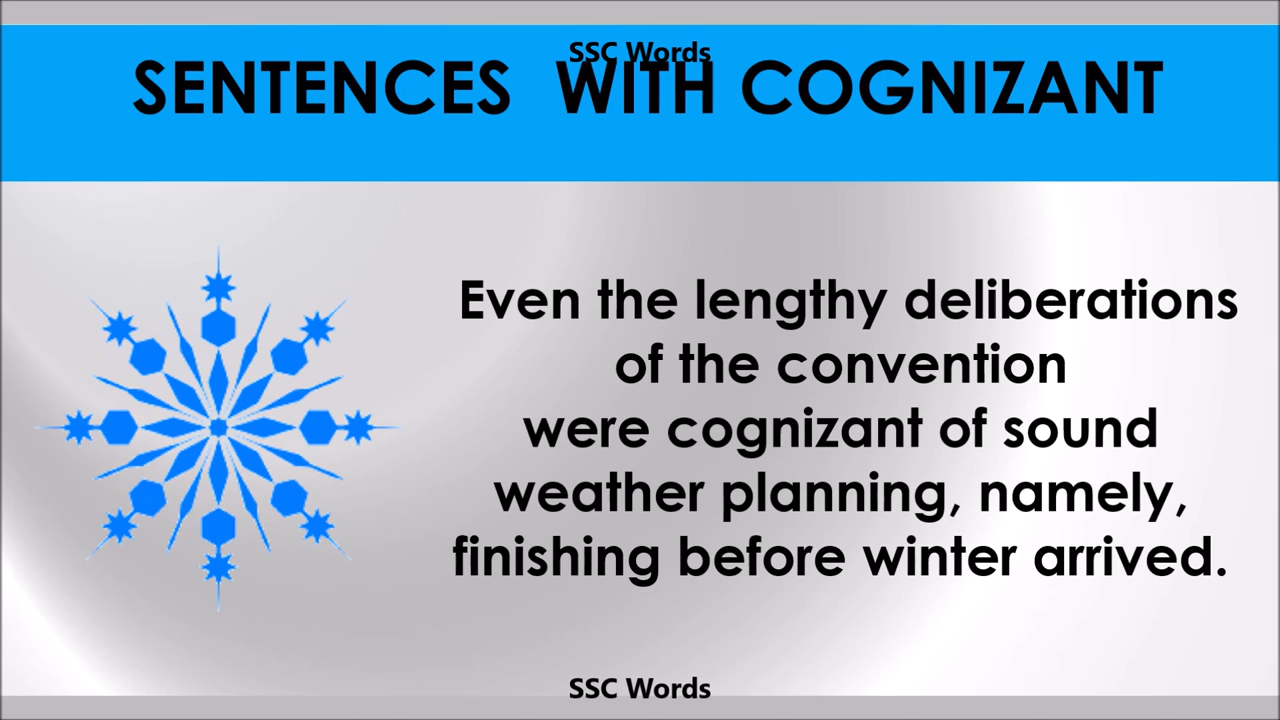 SSC Words
SENTENCES WITH COGNIZANT
Even the lengthy deliberations
of the convention
were cognizant of sound
weather planning, namely,
finishing before winter arrived.
SSC Words